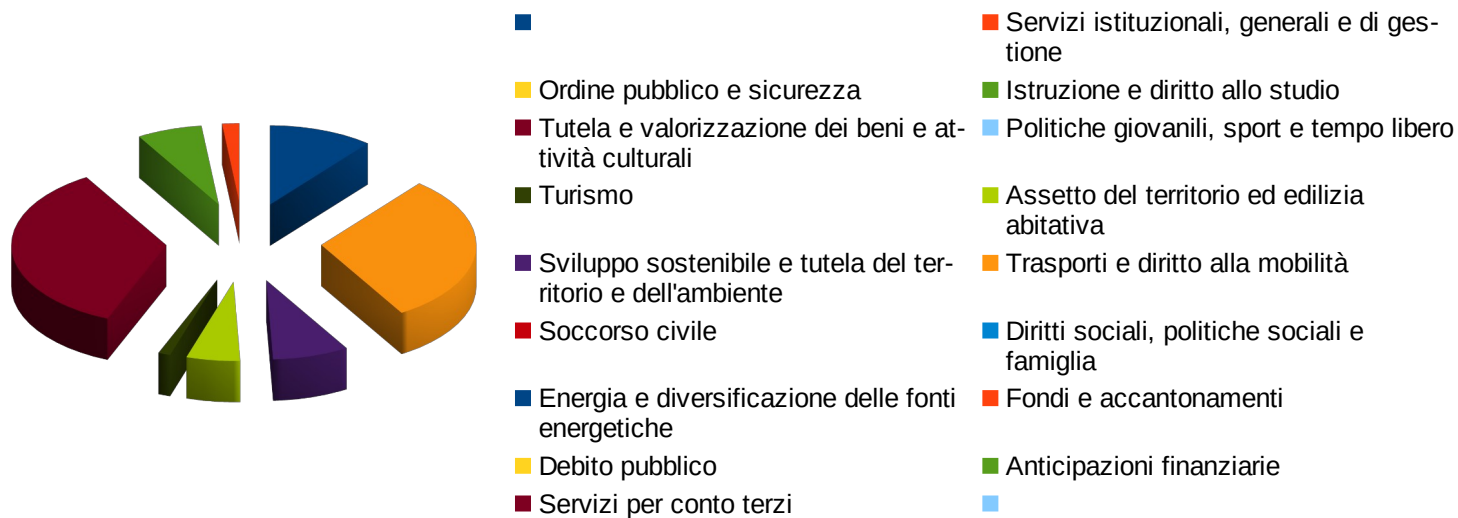 Servizi istituzionali, generali e di ges-
tione
Ordine pubblico e sicurezza
Istruzione e diritto allo studio
Tutela e valorizzazione dei beni e at-
tività culturali
Politiche giovanili, sport e tempo libero
Turismo
Assetto del territorio ed edilizia
abitativa
Sviluppo sostenibile e tutela del ter-
ritorio e dell'ambiente
Trasporti e diritto alla mobilità
Soccorso civile
Diritti sociali, politiche sociali e
famiglia
Energia e diversificazione delle fonti
energetiche
Fondi e accantonamenti
Debito pubblico
Anticipazioni finanziarie
Servizi per conto terzi